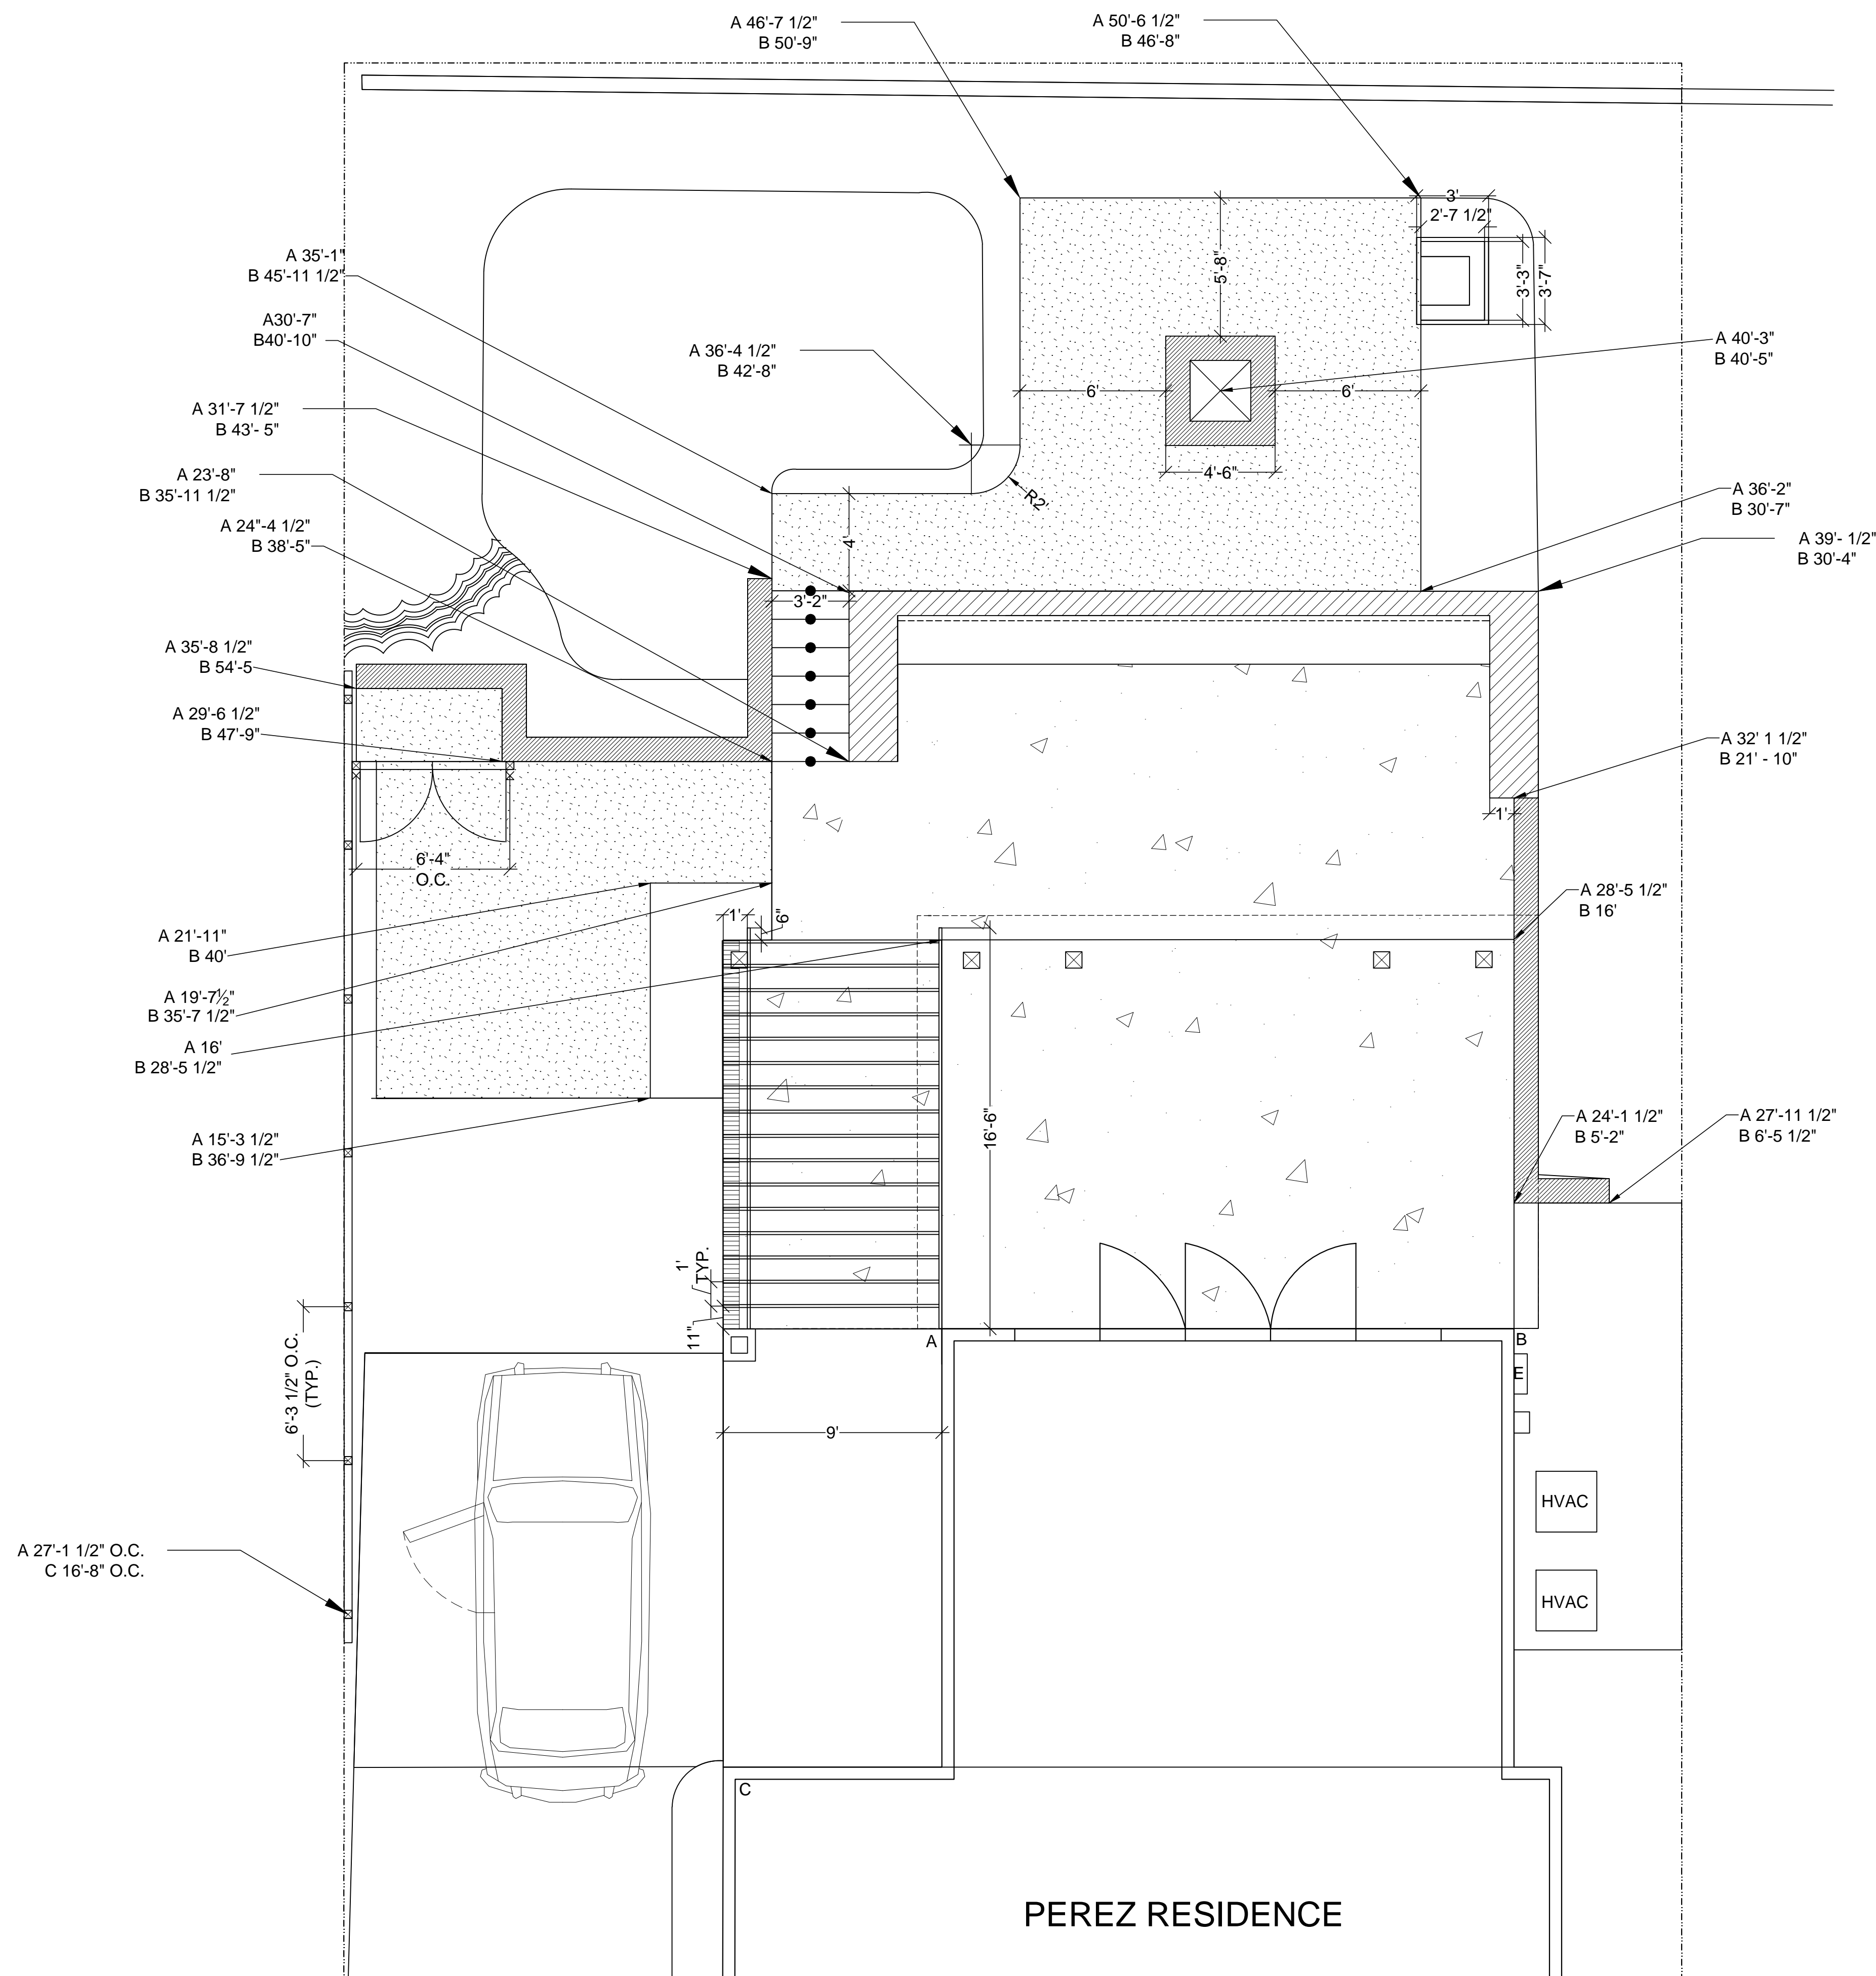 A 46'-7 1/2"
B 50'-9"
A 50'-6 1/2"
B 46'-8"
3'
2'-7 1/2"
5'-8"
3'-3"
3'-7"
A 35'-1"
B 45'-11 1/2"
A30'-7"
B40'-10"
A 36'-4 1/2"
B 42'-8"
A 40'-3"
B 40'-5"
6'
6'
A 31'-7 1/2"
B 43'- 5"
4'-6"
R2'
A 23'-8"
B 35'-11 1/2"
A 36'-2"
B 30'-7"
A 24"-4 1/2"
B 38'-5"
4'
A 39'- 1/2"
B 30'-4"
3'-2"
A 35'-8 1/2"
B 54'-5
A 29'-6 1/2"
B 47'-9"
A 32' 1 1/2"
B 21' - 10"
1'
6'-4"
O.C.
A 28'-5 1/2"
B 16'
1'
6"
A 21'-11"
B 40'
A 19'-7½"
B 35'-7 1/2"
A 16'
B 28'-5 1/2"
16'-6"
A 24'-1 1/2"
B 5'-2"
A 27'-11 1/2"
B 6'-5 1/2"
A 15'-3 1/2"
B 36'-9 1/2"
1'
TYP.
11"
A
B
E
6'-3 1/2" O.C.
(TYP.)
9'
HVAC
A 27'-1 1/2" O.C.
C 16'-8" O.C.
HVAC
C
PEREZ RESIDENCE